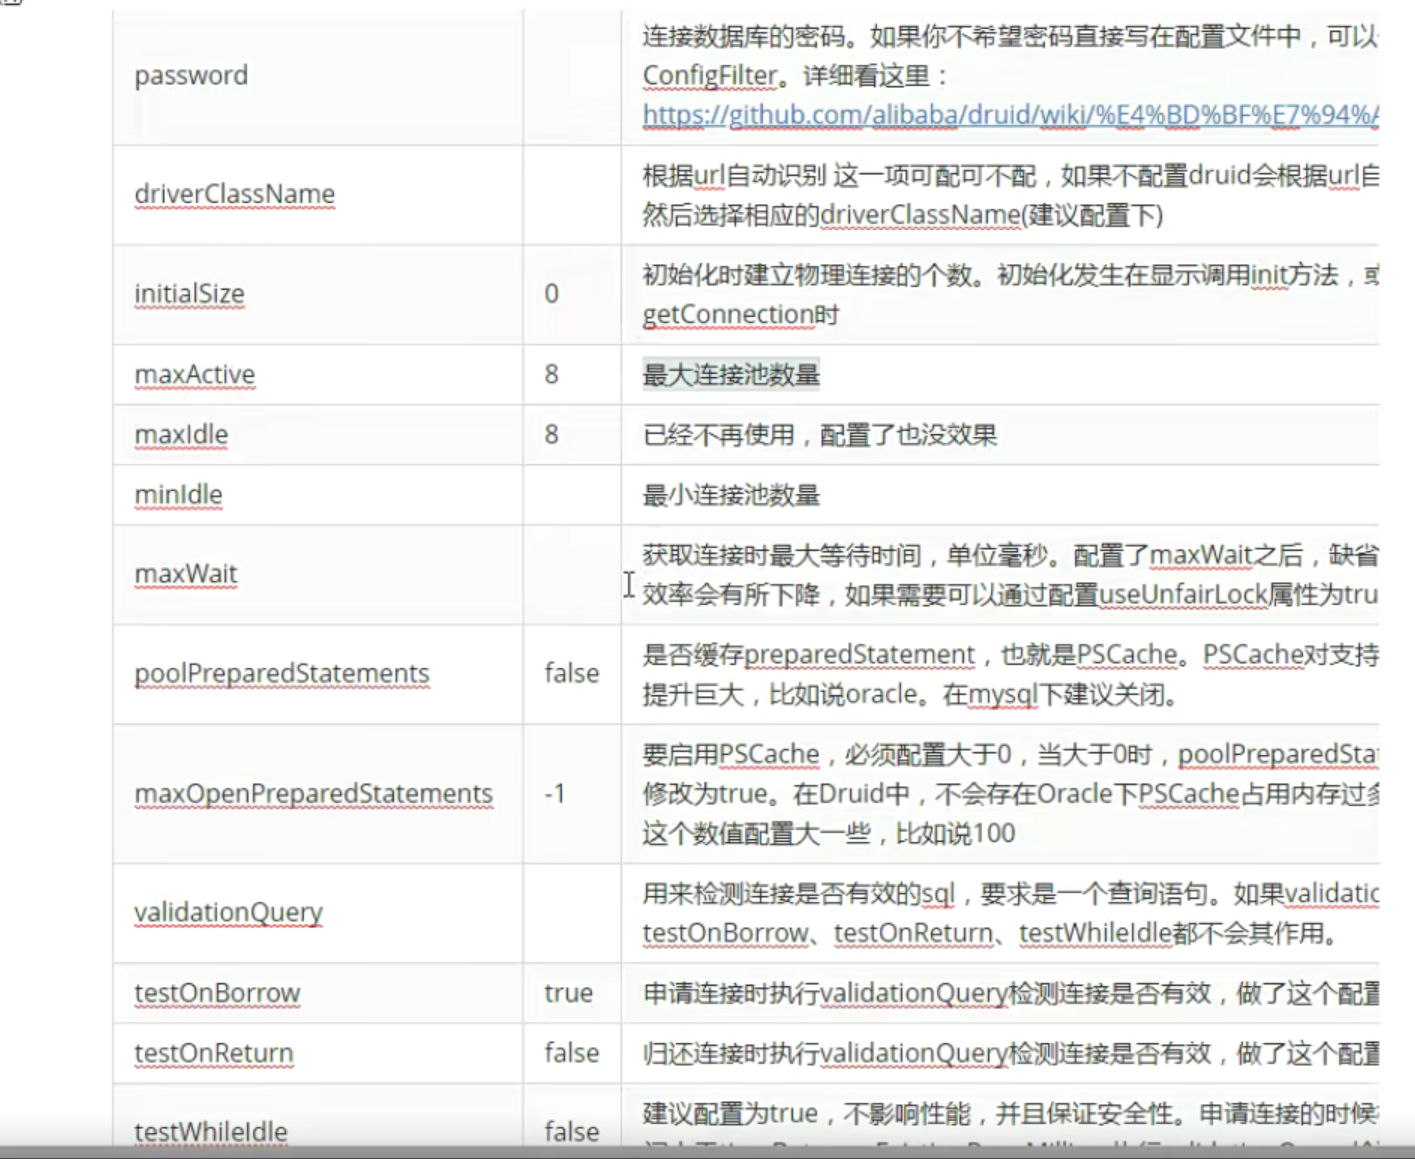 password
连接数据库的密码。如果你不希望密码直接写在配置文件中，可以
ConfigFilter。详细看这里：
https://github.com/alibaba/druid/wiki/%E4%BD%BF%E7%94%
driverClassName
根据url自动识别 这一项可配可不配，如果不配置druid会根据url自
然后选择相应的driverClassName(建议配置下)
initialSize
0
初始化时建立物理连接的个数。初始化发生在显示调用init方法，或
getConnection时
maxActive
8
最大连接池数量
maxIdle
8
已经不再使用，配置了也没效果
minIdle
最小连接池数量
maxWait
获取连接时最大等待时间，单位毫秒。配置了maxWait之后，缺省
效率会有所下降，如果需要可以通过配置useUnfairLock属性为tru
poolPreparedStatements
false
是否缓存preparedStatement，也就是PSCache。PSCache对支持
提升巨大，比如说oracle。在mysql下建议关闭。
maxOpenPreparedStatements
-1
要启用PSCache，必须配置大于0，当大于0时，poolPreparedSta
修改为true。在Druid中，不会存在Oracle下PSCache占用内存过多
这个数值配置大一些，比如说100
validationQuery
用来检测连接是否有效的sql，要求是一个查询语句。如果validatio
testOnBorrow、testOnReturn、testWhileIdle都不会其作用。
testOnBorrow
true
申请连接时执行validationQuery检测连接是否有效，做了这个配置
testOnReturn
false
归还连接时执行validationQuery检测连接是否有效，做了这个配置
testWhileIdle
false
建议配置为true，不影响性能，并且保证安全性。申请连接的时候